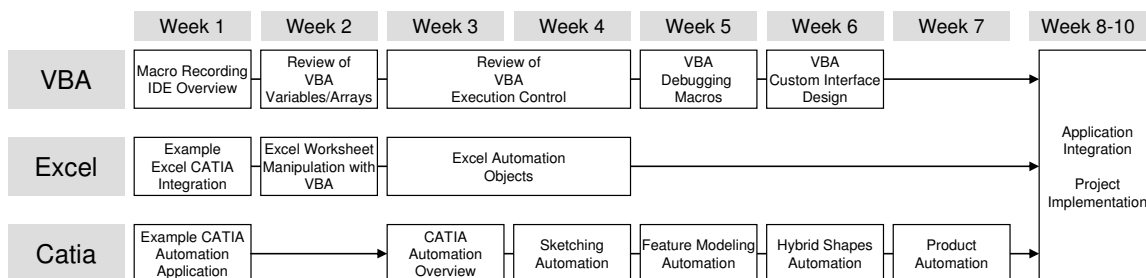 Week 1 Week 2 Week 3 Week 4 Week 5 Week 6 Week 7 Week 8-10
VBA
Macro Recording
IDE Overview
Review of
VBA
Variables/Arrays
Review of
VBA
Execution Control
VBA
Debugging
Macros
VBA
Custom Interface
Design
Excel
Example
Excel CATIA
Integration
Excel Worksheet
Manipulation with
VBA
Excel Automation
Objects
Application
Integration
Project
Implementation
Catia
Example CATIA
Automation
Application
CATIA
Automation
Overview
Sketching
Automation
Feature Modeling
Automation
Hybrid Shapes
Automation
Product
Automation